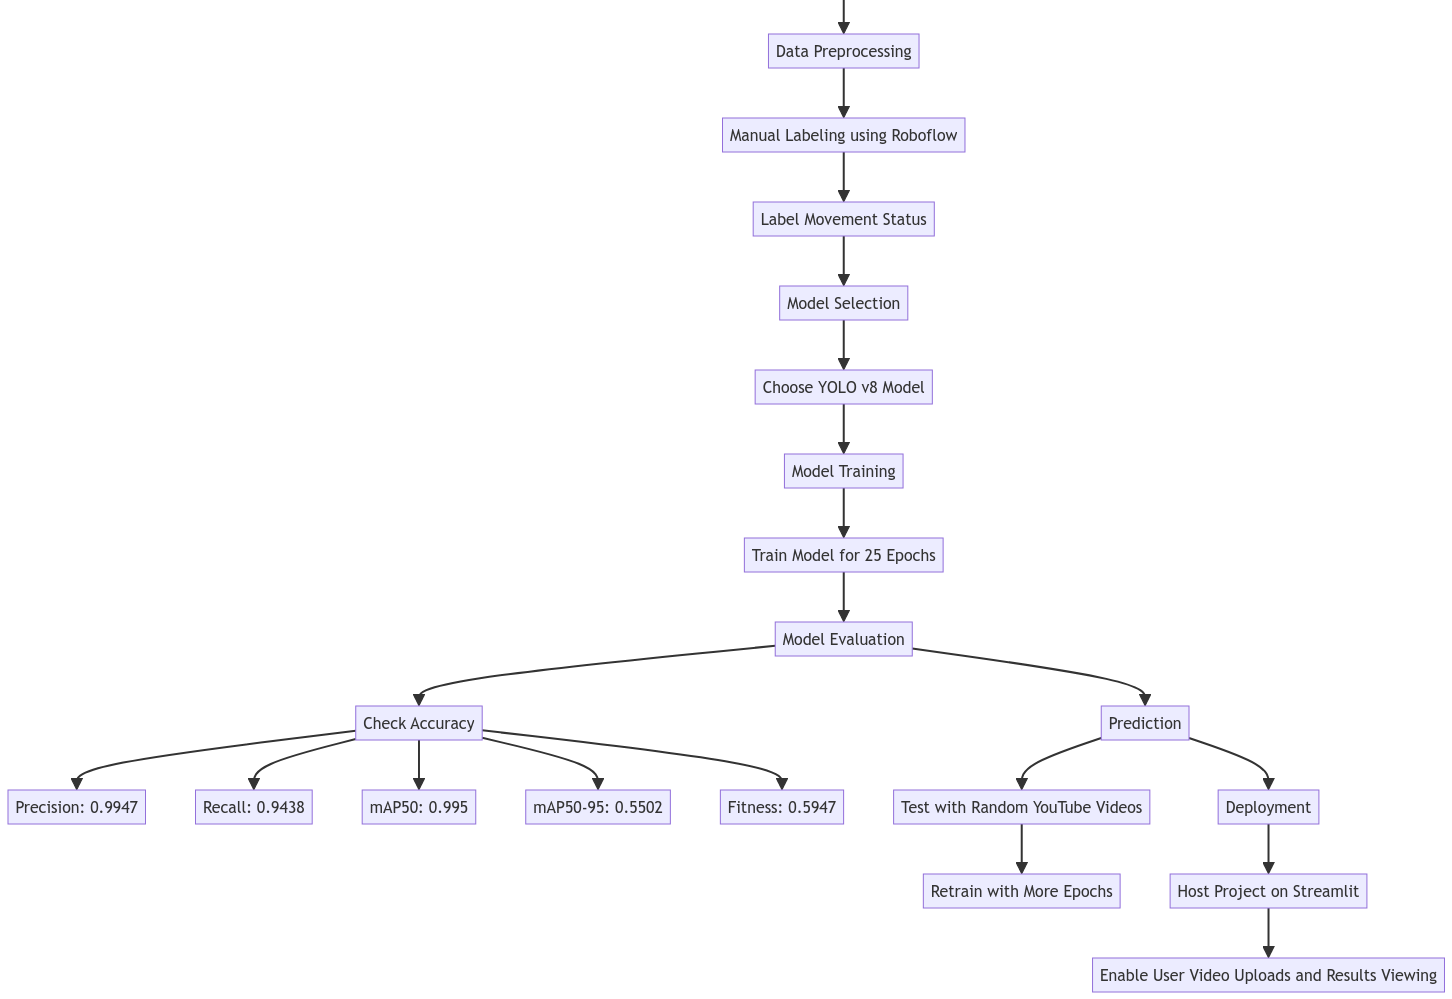 Data Preprocessing
Manual Labeling using Roboflow
Label Movement Status
Model Selection
Choose YOLO v8 Model
Model Training
Train Model for 25 Epochs
Model Evaluation
Check Accuracy
Prediction
Precision: 0.9947
Recall: 0.9438
mAP50: 0.995
mAP50-95: 0.5502
Fitness: 0.5947
Test with Random YouTube Videos
Deployment
Retrain with More Epochs
Host Project on Streamlit
Enable User Video Uploads and Results Viewing